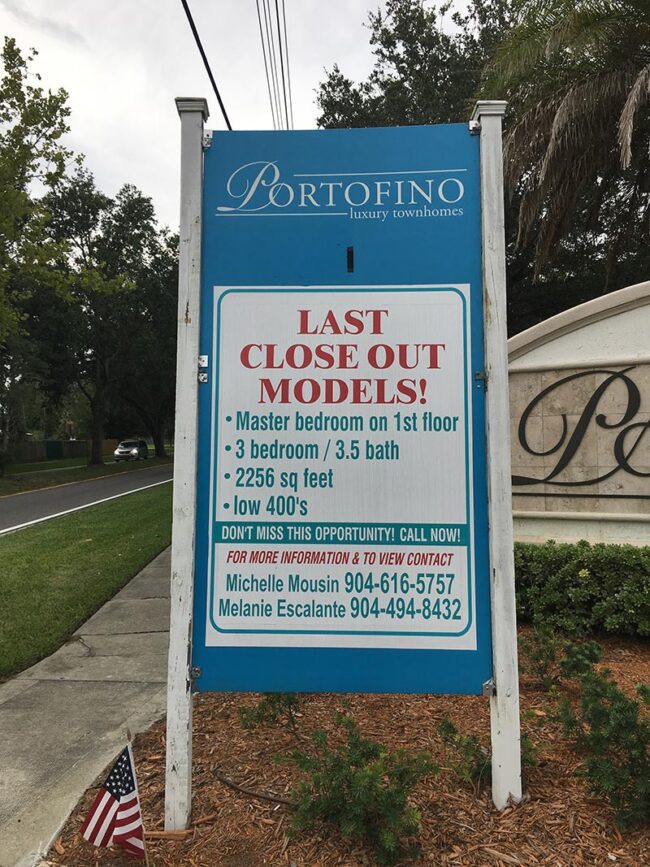 PORTOFINO
luxury townhomes
LAST
CLOSE OUT
MODELS!
• Master bedroom on 1st floor
• 3 bedroom / 3.5 bath
• 2256 sq feet
• low 400's
DON'T MISS THIS OPPORTUNITY! CALL NOW!
FOR MORE INFORMATION & TO VIEW CONTACT
Michelle Mousin 904-616-5757
Melanie Escalante 904-494-8432
P